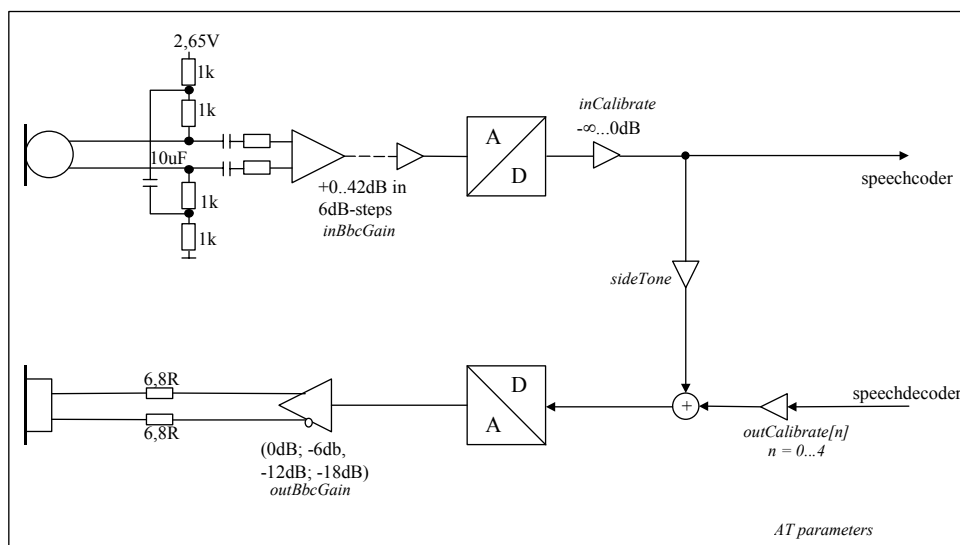 2,65V
1k
1k
10uF
1k
1k
+0..42dB in
6dB-steps
inBbcGain
A
D
inCalibrate
-∞...0dB
speechcoder
sideTone
6,8R
6,8R
(0dB; -6db,
-12dB; -18dB)
outBbcGain
D
A
+
speechdecoder
outCalibrate[n]
n = 0...4
AT parameters